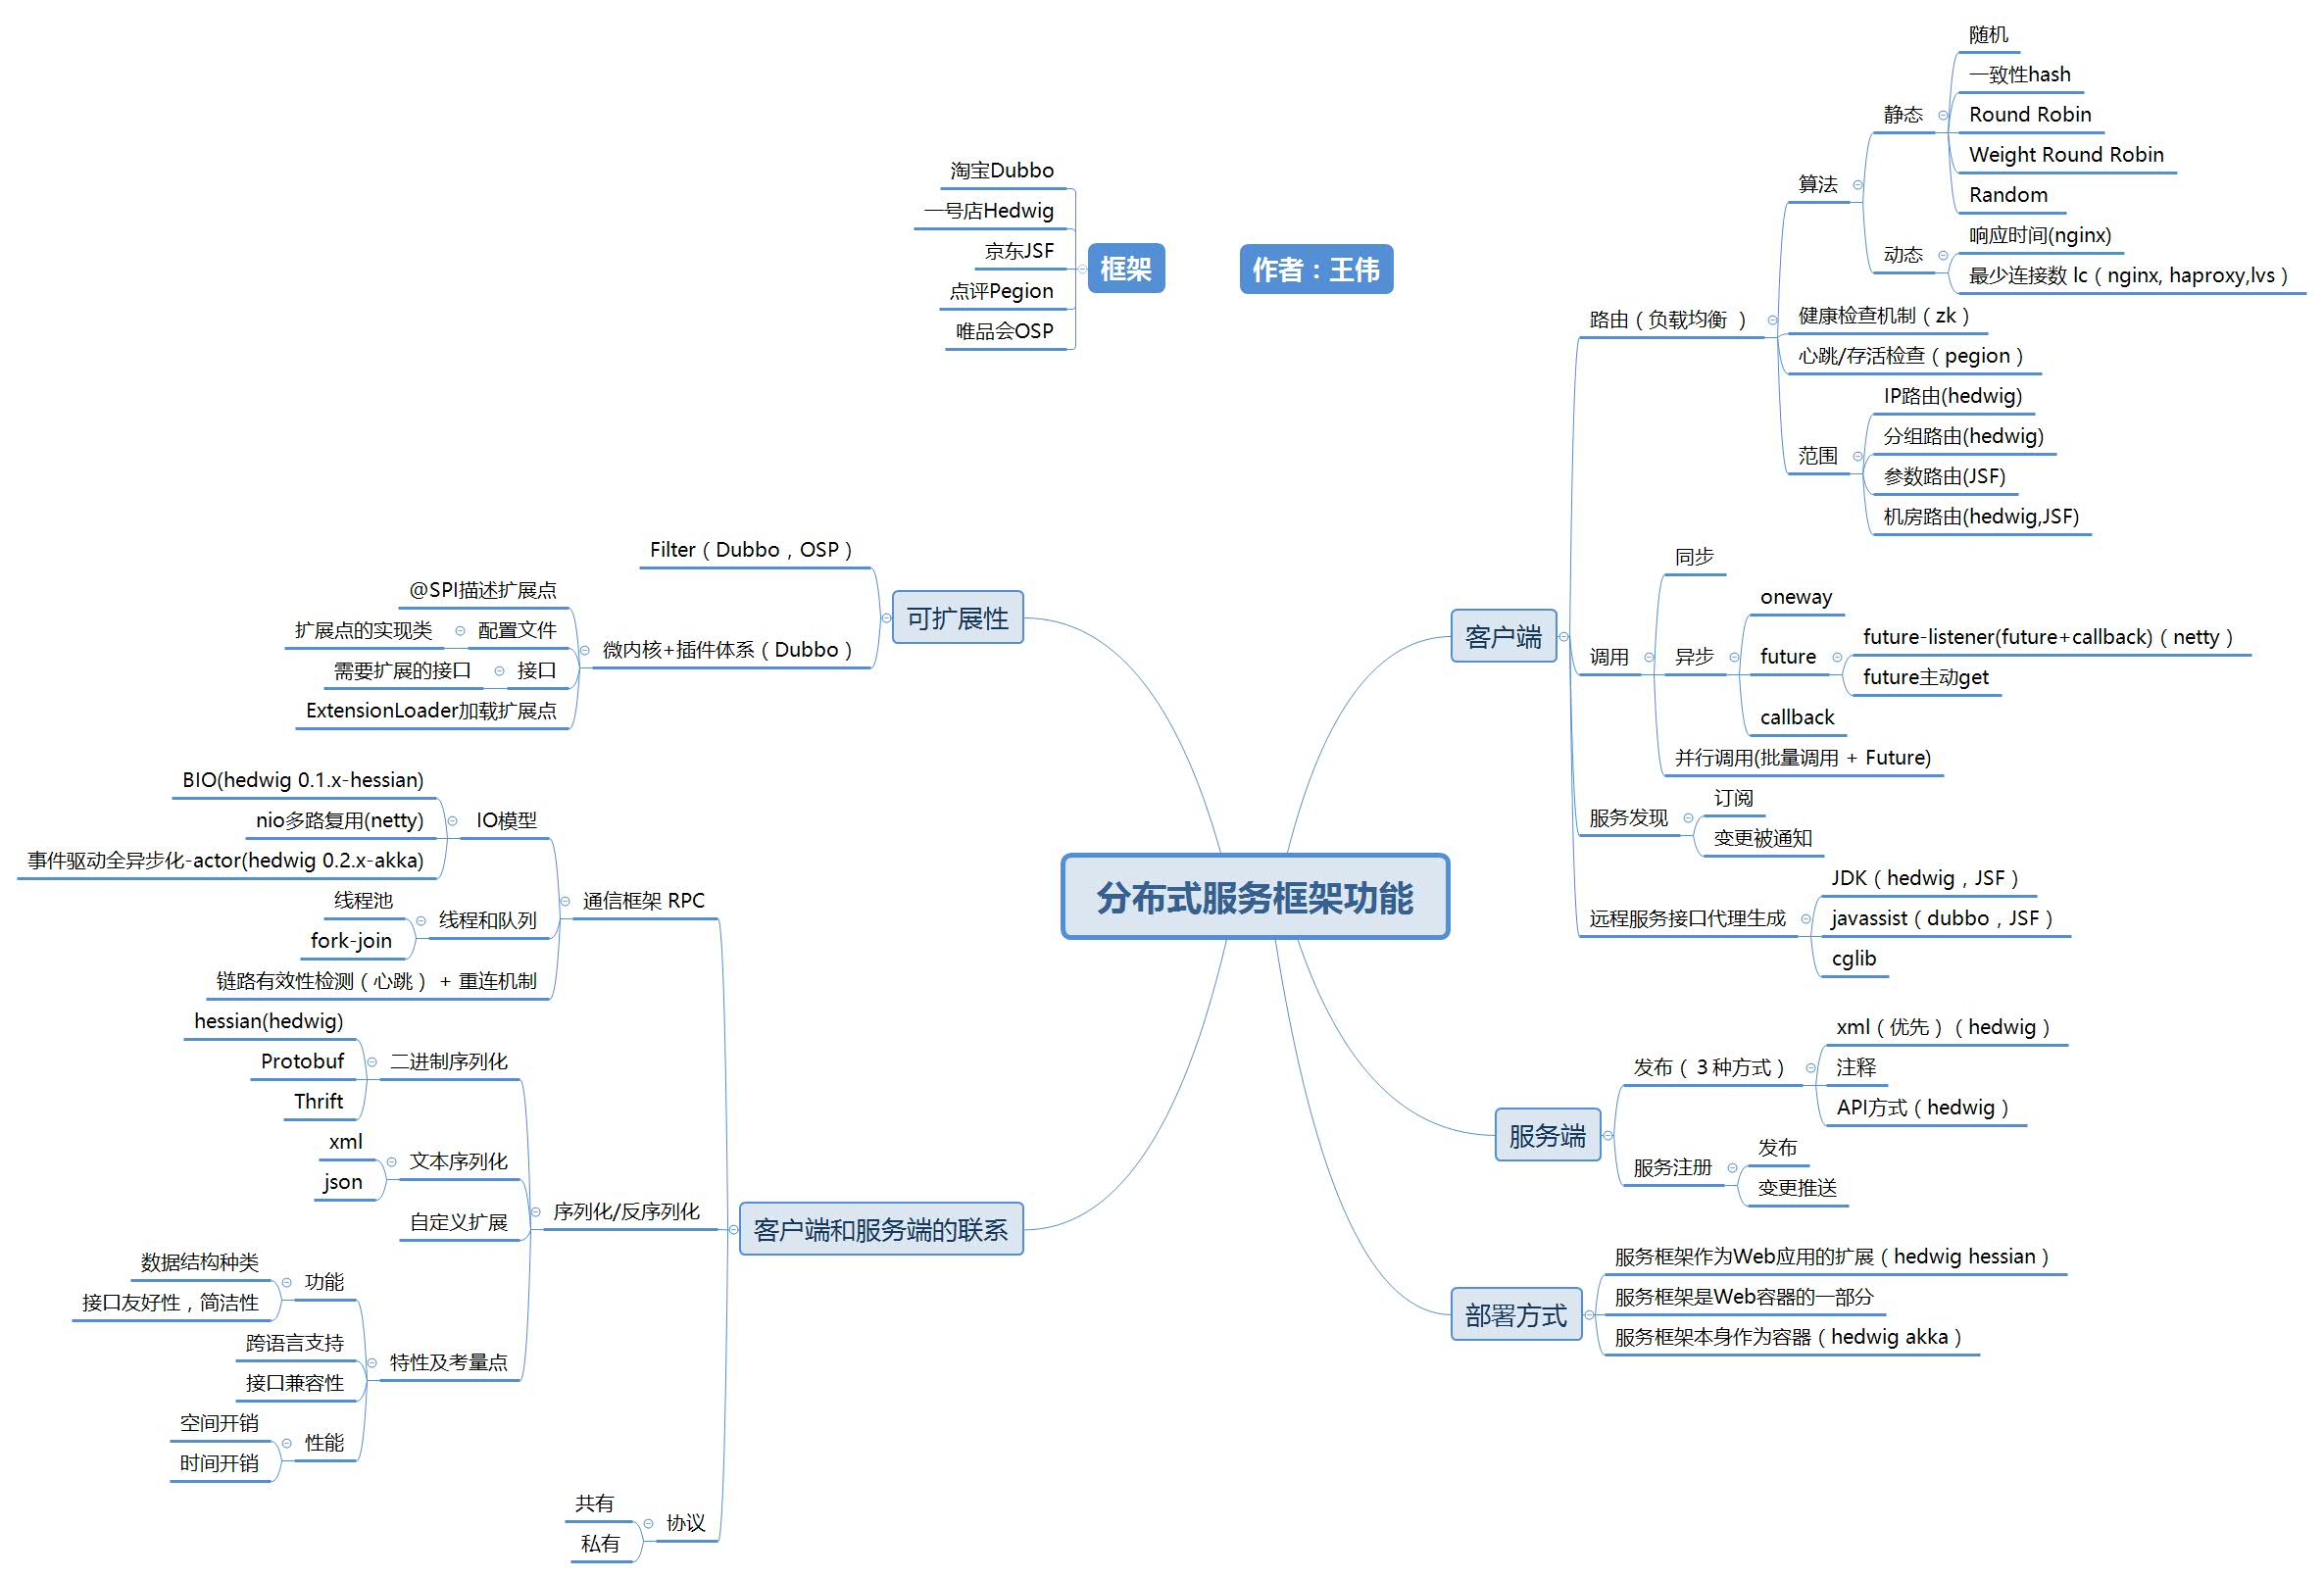 分布式服务框架功能
作者：王伟
框架
淘宝Dubbo
一号店Hedwig
京东JSF
点评Pegion
唯品会OSP
客户端
路由（负载均衡 ）
算法
静态
随机
一致性hash
Round Robin
Weight Round Robin
Random
动态
响应时间(nginx)
最少连接数 lc（nginx, haproxy,lvs）
健康检查机制（zk）
心跳/存活检查（pegion）
范围
IP路由(hedwig)
分组路由(hedwig)
参数路由(JSF)
机房路由(hedwig,JSF)
调用
同步
异步
oneway
future
future-listener(future+callback)（netty）
future主动get
callback
并行调用(批量调用 + Future)
服务发现
订阅
变更被通知
远程服务接口代理生成
JDK（hedwig，JSF）
javassist（dubbo，JSF）
cglib
服务端
发布（３种方式）
xml（优先）（hedwig）
注释
API方式（hedwig）
服务注册
发布
变更推送
部署方式
服务框架作为Web应用的扩展（hedwig hessian）
服务框架是Web容器的一部分
服务框架本身作为容器（hedwig akka）
可扩展性
Filter（Dubbo，OSP）
微内核+插件体系（Dubbo）
@SPI描述扩展点
配置文件
扩展点的实现类
接口
需要扩展的接口
ExtensionLoader加载扩展点
客户端和服务端的联系
通信框架 RPC
IO模型
BIO(hedwig 0.1.x-hessian)
nio多路复用(netty)
事件驱动全异步化-actor(hedwig 0.2.x-akka)
线程和队列
线程池
fork-join
链路有效性检测（心跳） + 重连机制
序列化/反序列化
二进制序列化
hessian(hedwig)
Protobuf
Thrift
文本序列化
xml
json
自定义扩展
特性及考量点
功能
数据结构种类
接口友好性，简洁性
跨语言支持
接口兼容性
性能
空间开销
时间开销
协议
共有
私有